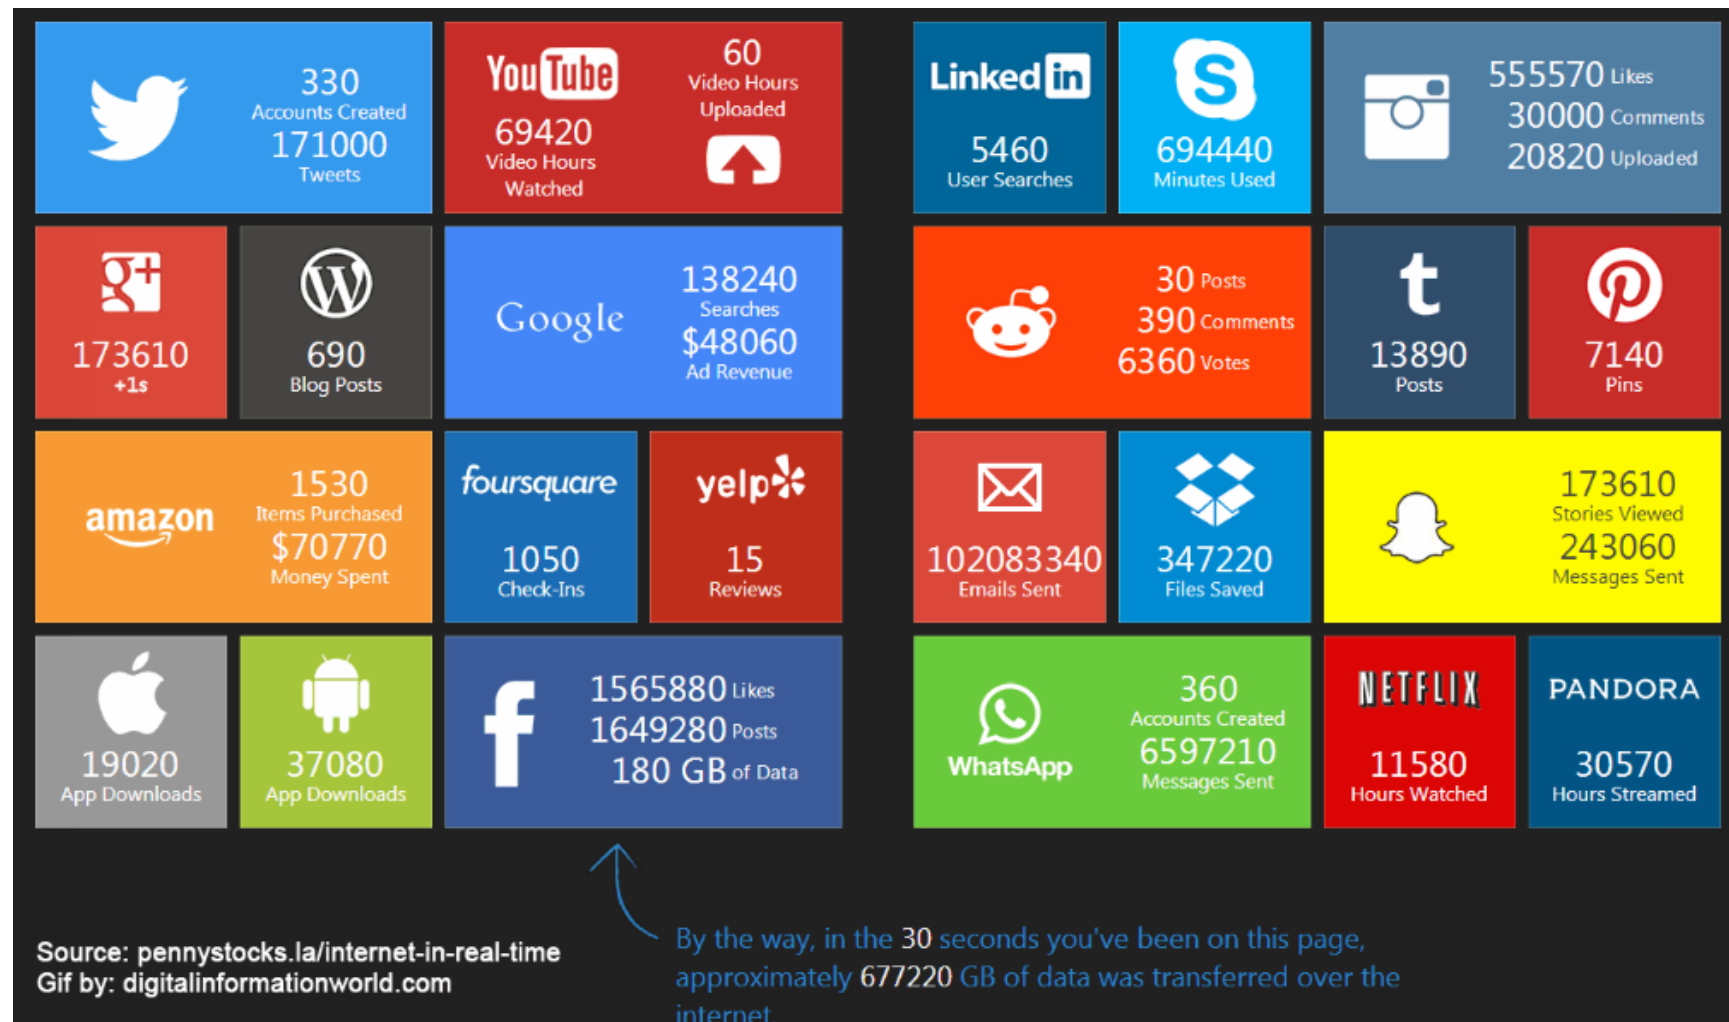 330
Accounts Created
171000
Tweets
YouTube
69420
Video Hours
Watched
60
Video Hours
Uploaded
Linked in
5460
User Searches
S
694440
Minutes Used
555570 Likes
30000 Comments
20820 Uploaded
g+
173610
+1s
W
690
Blog Posts
Google
138240
Searches
$48060
Ad Revenue
30 Posts
390 Comments
6360 Votes
t
13890
Posts
P
7140
Pins
amazon
1530
Items Purchased
$70770
Money Spent
foursquare
1050
Check-Ins
yelp
15
Reviews
102083340
Emails Sent
347220
Files Saved
173610
Stories Viewed
243060
Messages Sent
19020
App Downloads
37080
App Downloads
f
1565880 Likes
1649280 Posts
180 GB of Data
WhatsApp
360
Accounts Created
6597210
Messages Sent
NETFLIX
11580
Hours Watched
PANDORA
30570
Hours Streamed
Source: pennystocks.la/internet-in-real-time
Gif by: digitalinformationworld.com
By the way, in the 30 seconds you've been on this page,
approximately 677220 GB of data was transferred over the
internet.